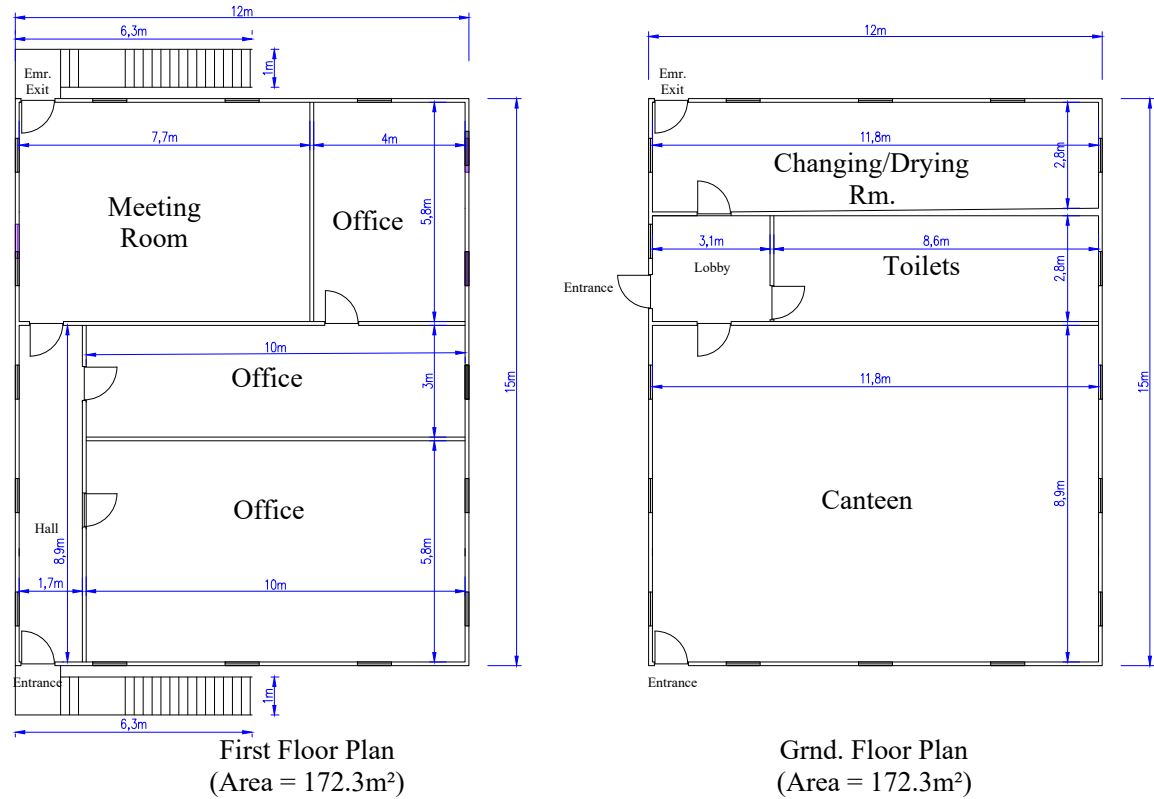 12m
6,3m
1m
Emr.
Exit
7,7m
4m
Meeting
Room
Office
5,8m
10m
Office
3m
15m
Office
Hall
8,9m
5,8m
1,7m
10m
Entrance
1m
6,3m
First Floor Plan
(Area = 172.3m²)
12m
Emr.
Exit
11,8m
2,8m
Changing/Drying
Rm.
3,1m
8,6m
Lobby
Toilets
2,8m
Entrance
11,8m
15m
Canteen
8,9m
Entrance
Grnd. Floor Plan
(Area = 172.3m²)